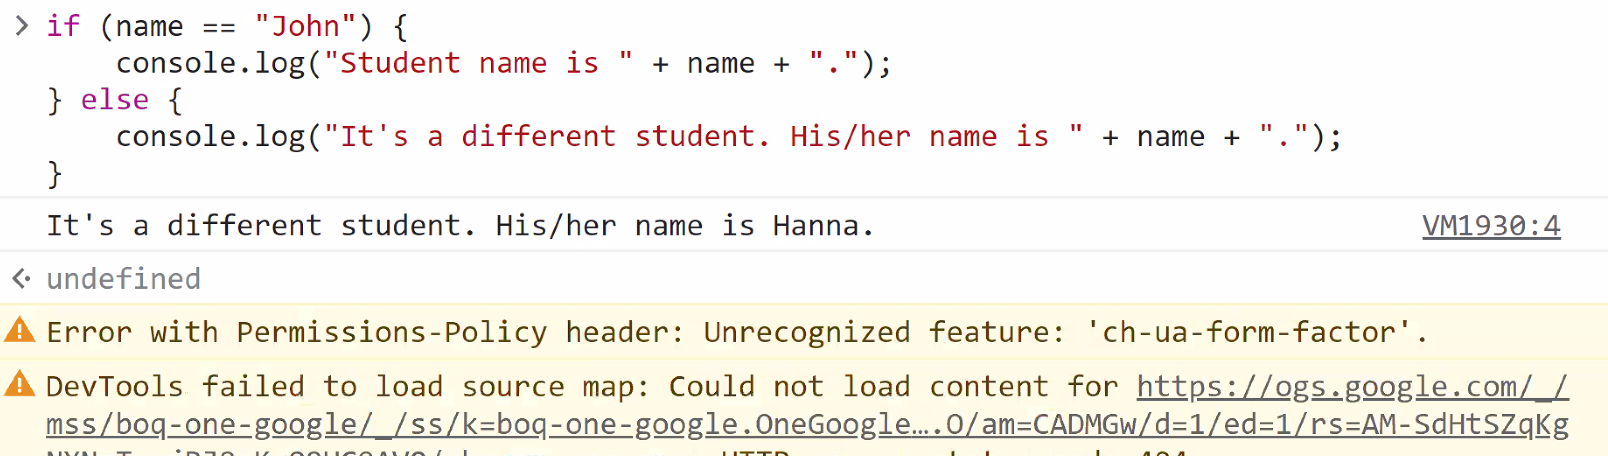 if (name == "John") {
    console.log("Student name is " + name + ".");
} else {
    console.log("It's a different student. His/her name is " + name + ".");
}
It's a different student. His/her name is Hanna. VM1930:4
undefined
Error with Permissions-Policy header: Unrecognized feature: 'ch-ua-form-factor'.
DevTools failed to load source map: Could not load content for https://ogs.google.com/_/
mss/boq-one-google/_/ss/k=boq-one-google.OneGoogle….O/am=CADMGw/d=1/ed=1/rs=AM-SdHtSZqKg